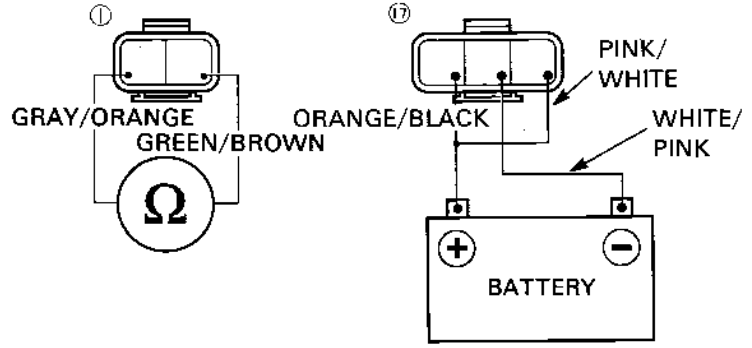 ①
GRAY/ORANGE
GREEN/BROWN
Ω
⑰
PINK/
WHITE
ORANGE/BLACK
WHITE/
PINK
+
−
BATTERY